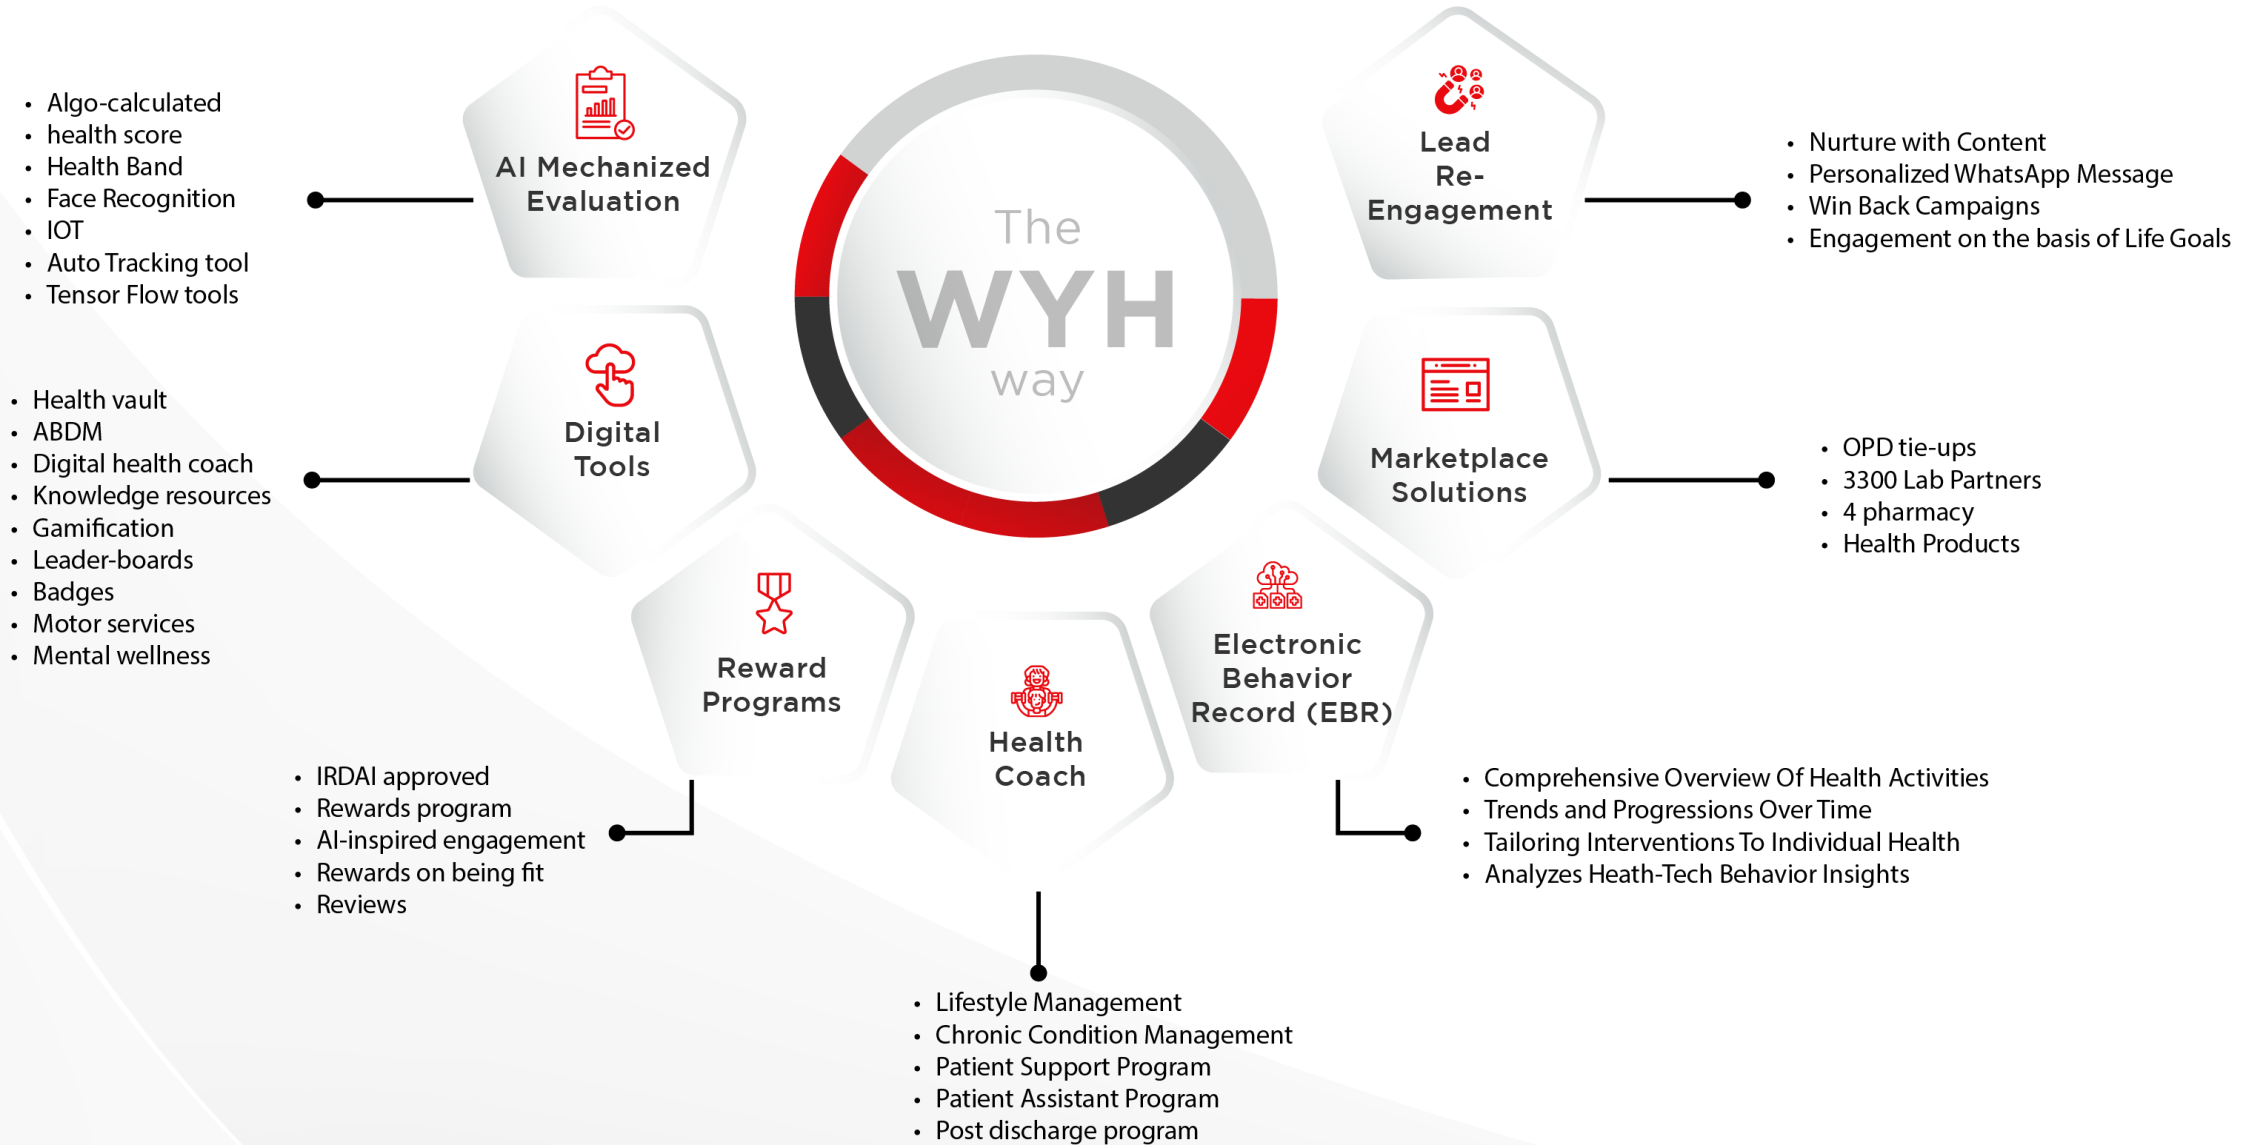 The
WYH
way
AI Mechanized
Evaluation
• Algo-calculated
• health score
• Health Band
• Face Recognition
• IOT
• Auto Tracking tool
• Tensor Flow tools
Digital
Tools
• Health vault
• ABDM
• Digital health coach
• Knowledge resources
• Gamification
• Leader-boards
• Badges
• Motor services
• Mental wellness
Reward
Programs
• IRDAI approved
• Rewards program
• AI-inspired engagement
• Rewards on being fit
• Reviews
Health
Coach
• Lifestyle Management
• Chronic Condition Management
• Patient Support Program
• Patient Assistant Program
• Post discharge program
Electronic
Behavior
Record (EBR)
• Comprehensive Overview Of Health Activities
• Trends and Progressions Over Time
• Tailoring Interventions To Individual Health
• Analyzes Heath-Tech Behavior Insights
Marketplace
Solutions
• OPD tie-ups
• 3300 Lab Partners
• 4 pharmacy
• Health Products
Lead
Re-
Engagement
• Nurture with Content
• Personalized WhatsApp Message
• Win Back Campaigns
• Engagement on the basis of Life Goals